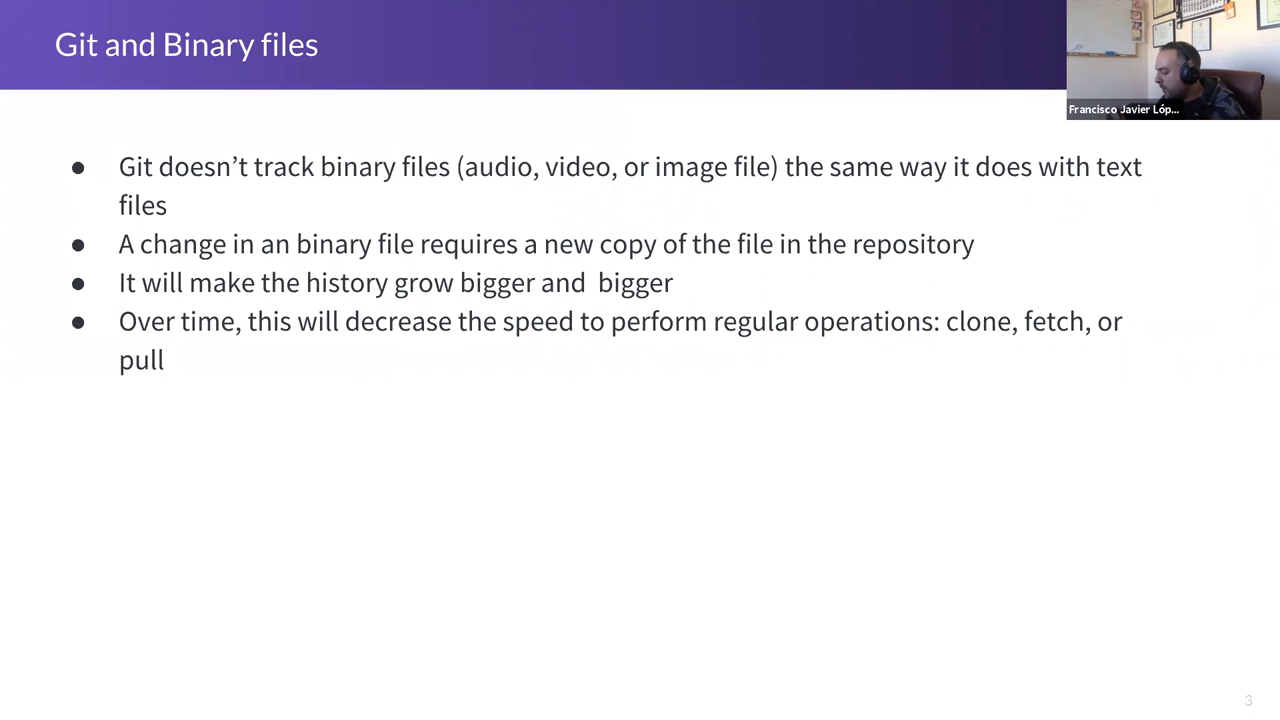 Git and Binary files
Francisco Javier Lóp...
● Git doesn’t track binary files (audio, video, or image file) the same way it does with text
files
● A change in an binary file requires a new copy of the file in the repository
● It will make the history grow bigger and  bigger
● Over time, this will decrease the speed to perform regular operations: clone, fetch, or
pull
3